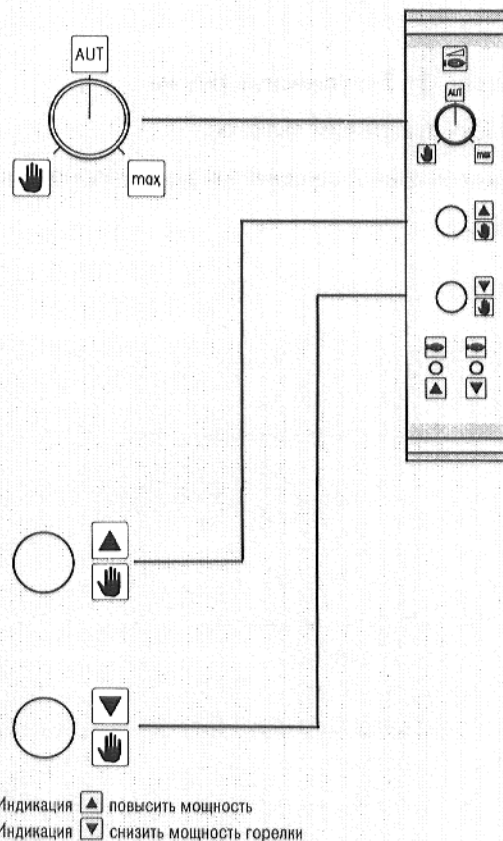 AUT
max
AUT
max
Индикация ▲ повысить мощность
Индикация ▼ снизить мощность горелки